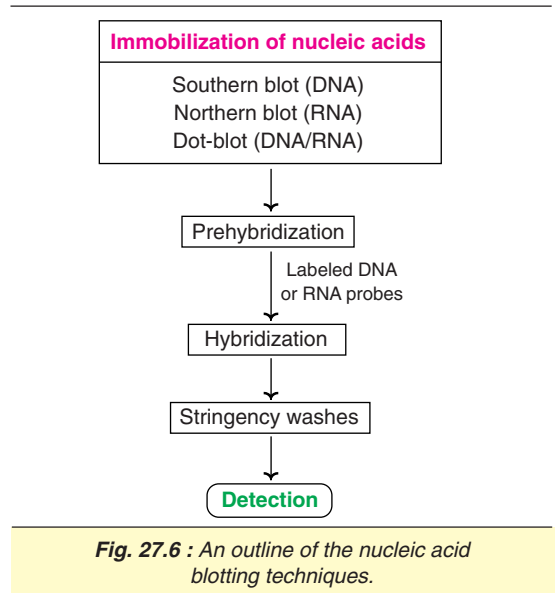 Immobilization of nucleic acids
Southern blot (DNA)
Northern blot (RNA)
Dot-blot (DNA/RNA)
Prehybridization
Labeled DNA
or RNA probes
Hybridization
Stringency washes
Detection
Fig. 27.6 : An outline of the nucleic acid
blotting techniques.